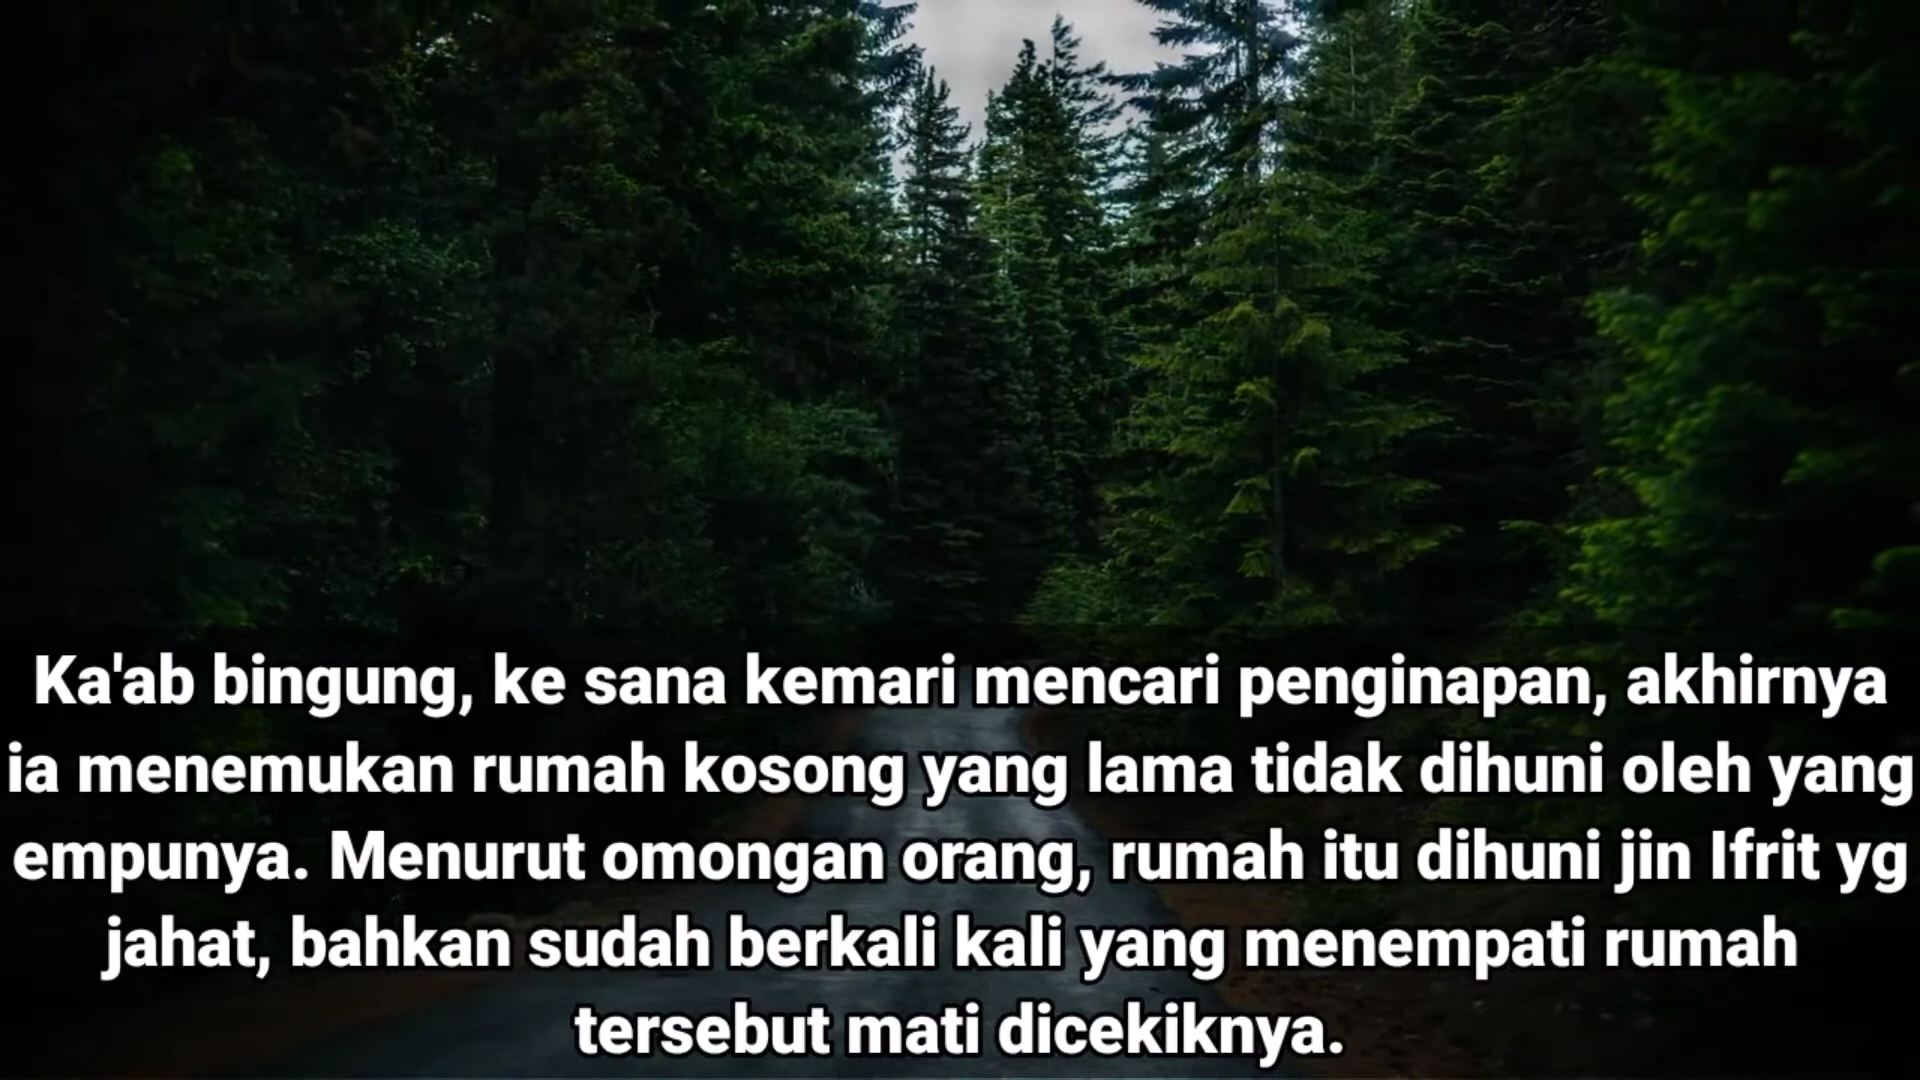 Ka'ab bingung, ke sana kemari mencari penginapan, akhirnya
ia menemukan rumah kosong yang lama tidak dihuni oleh yang
empunya. Menurut omongan orang, rumah itu dihuni jin Ifrit yg
jahat, bahkan sudah berkali kali yang menempati rumah
tersebut mati dicekiknya.